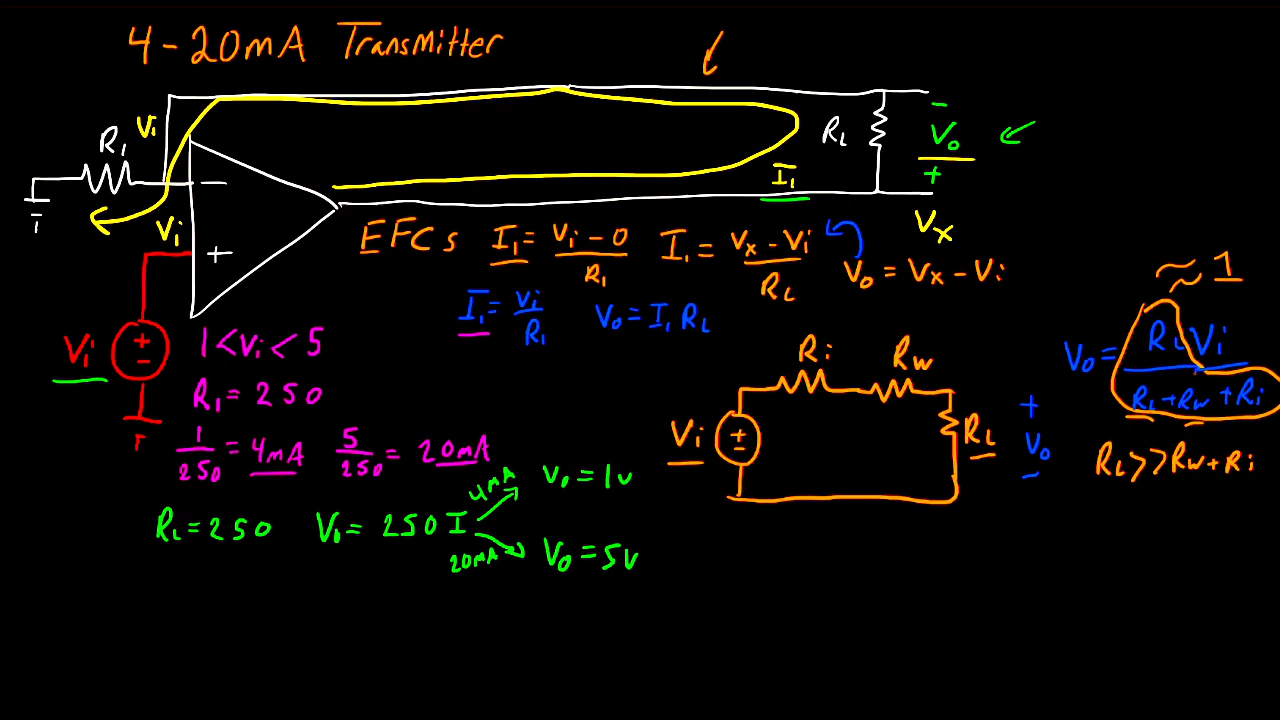 4-20mA Transmitter
Vi
R1
RL
- Vo +
I1
Vx
Vi
-
+
EFCs I1 = Vi - 0 / R1 I1 = Vx - Vi / RL Vo = Vx - Vi
I1 = Vi / R1 Vo = I1 RL
≈ 1
Vo = RL Vi / RL + Rw + Ri
RL >> Rw + Ri
Vi + -
1 < Vi < 5
R1 = 250
1/250 = 4mA 5/250 = 20mA
RL = 250 Vo = 250 I
4mA Vo = 1v
20mA Vo = 5v
Ri Rw
Vi + - RL + Vo -